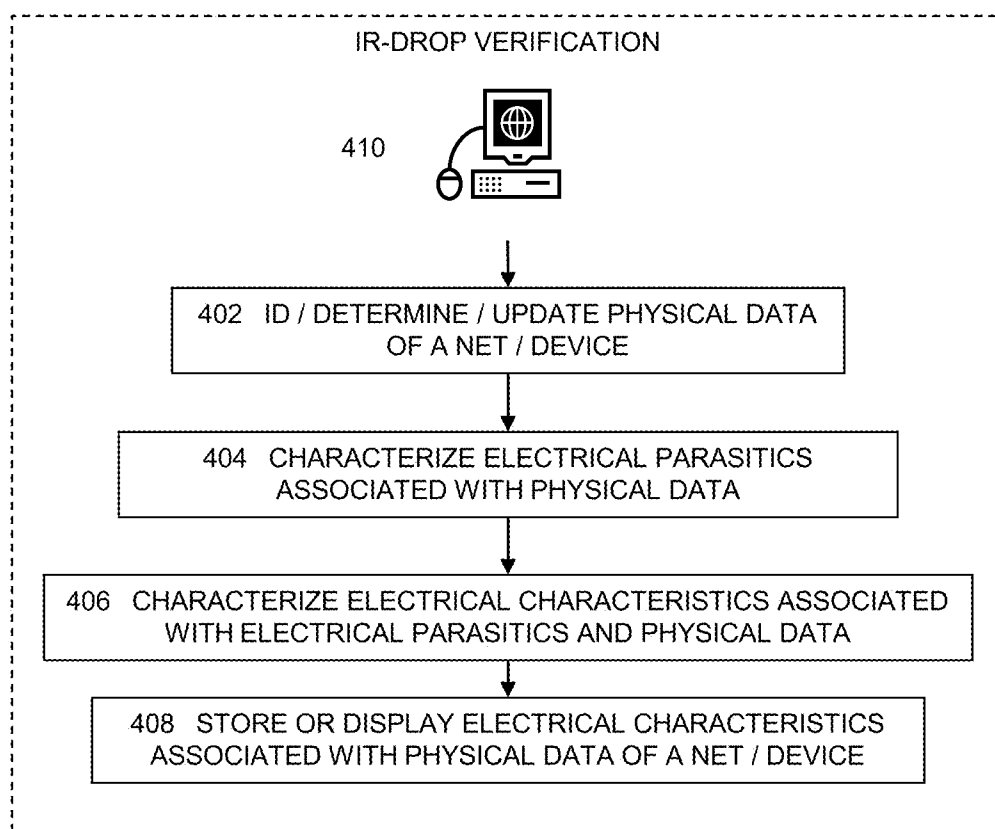 IR-DROP VERIFICATION
410
402 ID / DETERMINE / UPDATE PHYSICAL DATA
OF A NET / DEVICE
404 CHARACTERIZE ELECTRICAL PARASITICS
ASSOCIATED WITH PHYSICAL DATA
406 CHARACTERIZE ELECTRICAL CHARACTERISTICS ASSOCIATED
WITH ELECTRICAL PARASITICS AND PHYSICAL DATA
408 STORE OR DISPLAY ELECTRICAL CHARACTERISTICS
ASSOCIATED WITH PHYSICAL DATA OF A NET / DEVICE